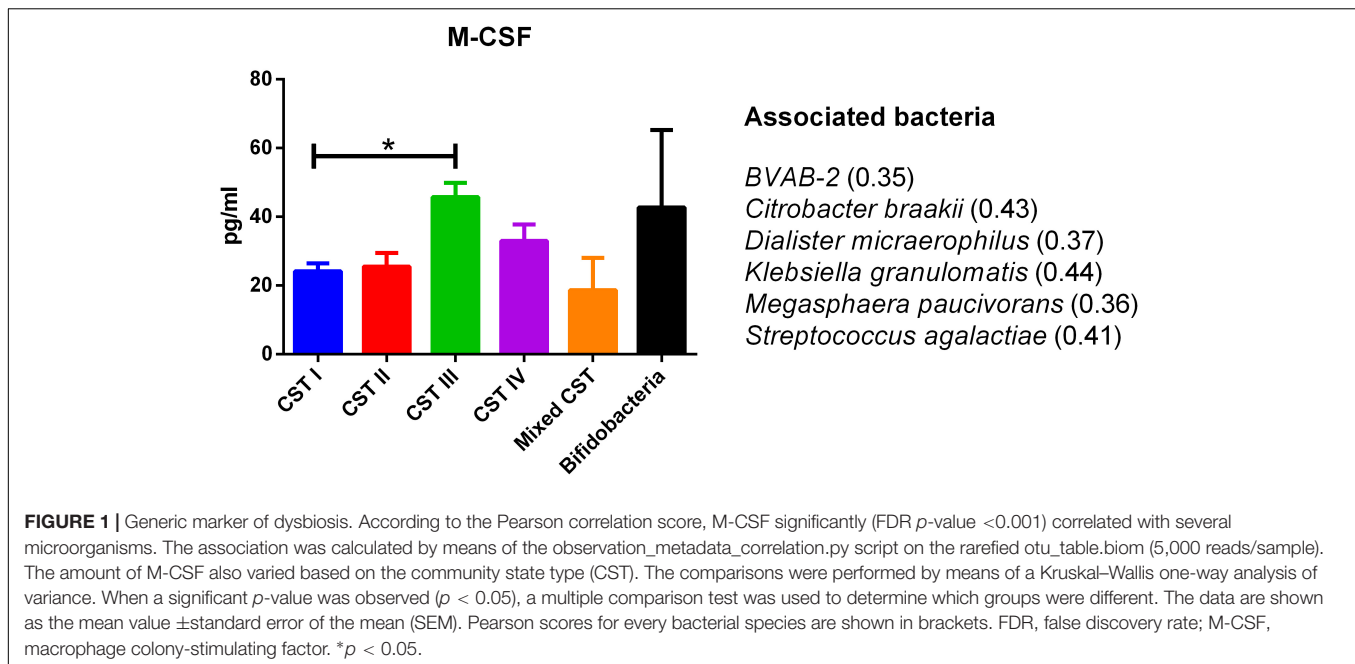 M-CSF
80
60
40
20
0
pg/ml
*
CST I
CST II
CST III
CST IV
Mixed CST
Bifidobacteria
Associated bacteria
BVAB-2 (0.35)
Citrobacter braakii (0.43)
Dialister micraerophilus (0.37)
Klebsiella granulomatis (0.44)
Megasphaera paucivorans (0.36)
Streptococcus agalactiae (0.41)
FIGURE 1 | Generic marker of dysbiosis. According to the Pearson correlation score, M-CSF significantly (FDR p-value <0.001) correlated with several
microorganisms. The association was calculated by means of the observation_metadata_correlation.py script on the rarefied otu_table.biom (5,000 reads/sample).
The amount of M-CSF also varied based on the community state type (CST). The comparisons were performed by means of a Kruskal–Wallis one-way analysis of
variance. When a significant p-value was observed (p < 0.05), a multiple comparison test was used to determine which groups were different. The data are shown
as the mean value ±standard error of the mean (SEM). Pearson scores for every bacterial species are shown in brackets. FDR, false discovery rate; M-CSF,
macrophage colony-stimulating factor. *p < 0.05.